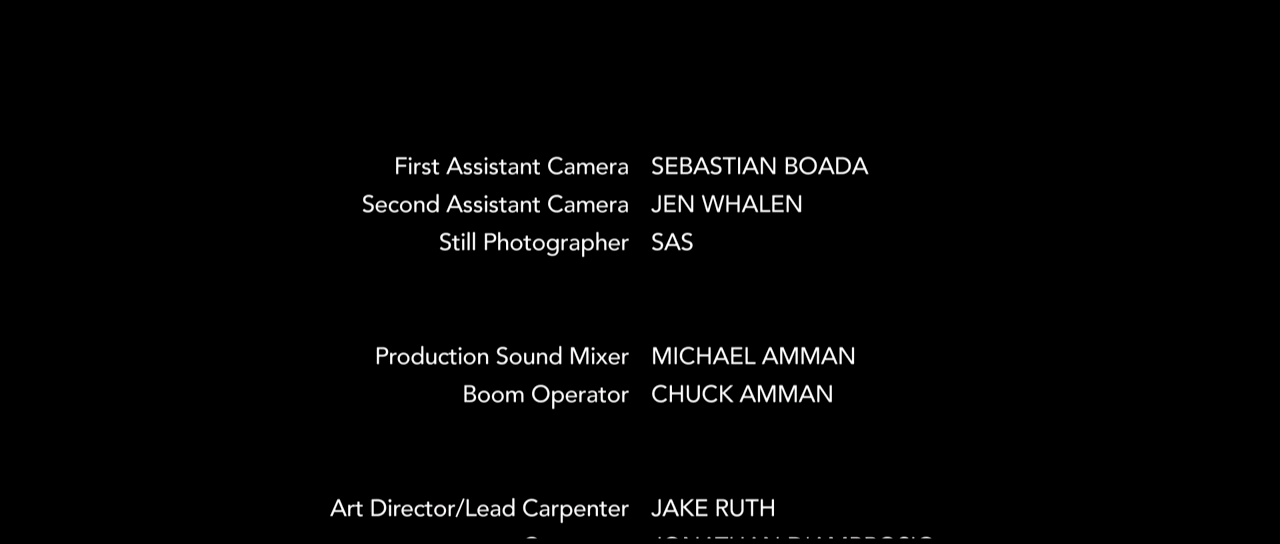 First Assistant Camera SEBASTIAN BOADA
Second Assistant Camera JEN WHALEN
Still Photographer SAS
Production Sound Mixer MICHAEL AMMAN
Boom Operator CHUCK AMMAN
Art Director/Lead Carpenter JAKE RUTH